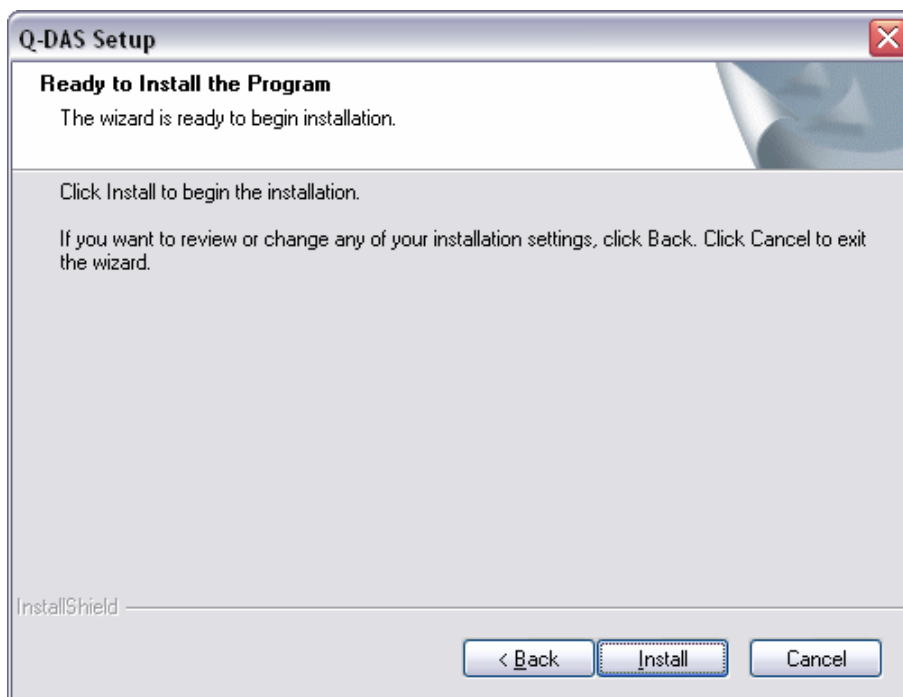 Q-DAS Setup
Ready to Install the Program
The wizard is ready to begin installation.
Click Install to begin the installation.
If you want to review or change any of your installation settings, click Back. Click Cancel to exit
the wizard.
InstallShield
< Back
Install
Cancel